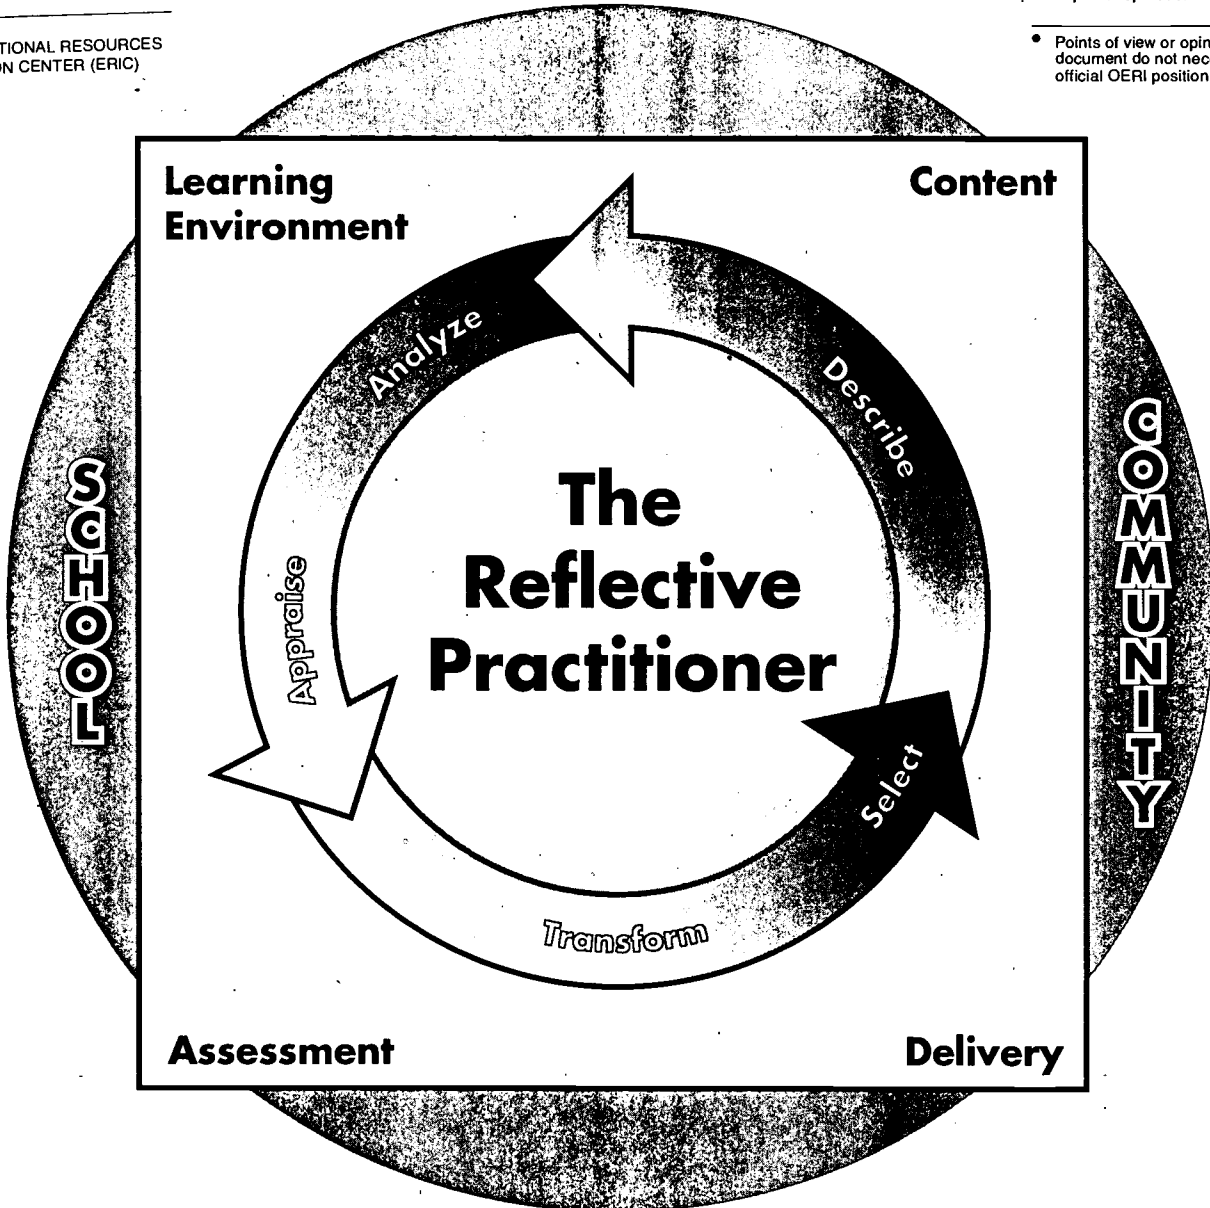 TIONAL RESOURCES
ON CENTER (ERIC)
• Points of view or opin
document do not nec
official OERI position
Learning
Environment
Content
Analyze
Describe
SCHOOL
COMMUNITY
The
Reflective
Practitioner
Appraise
Select
Transform
Assessment
Delivery